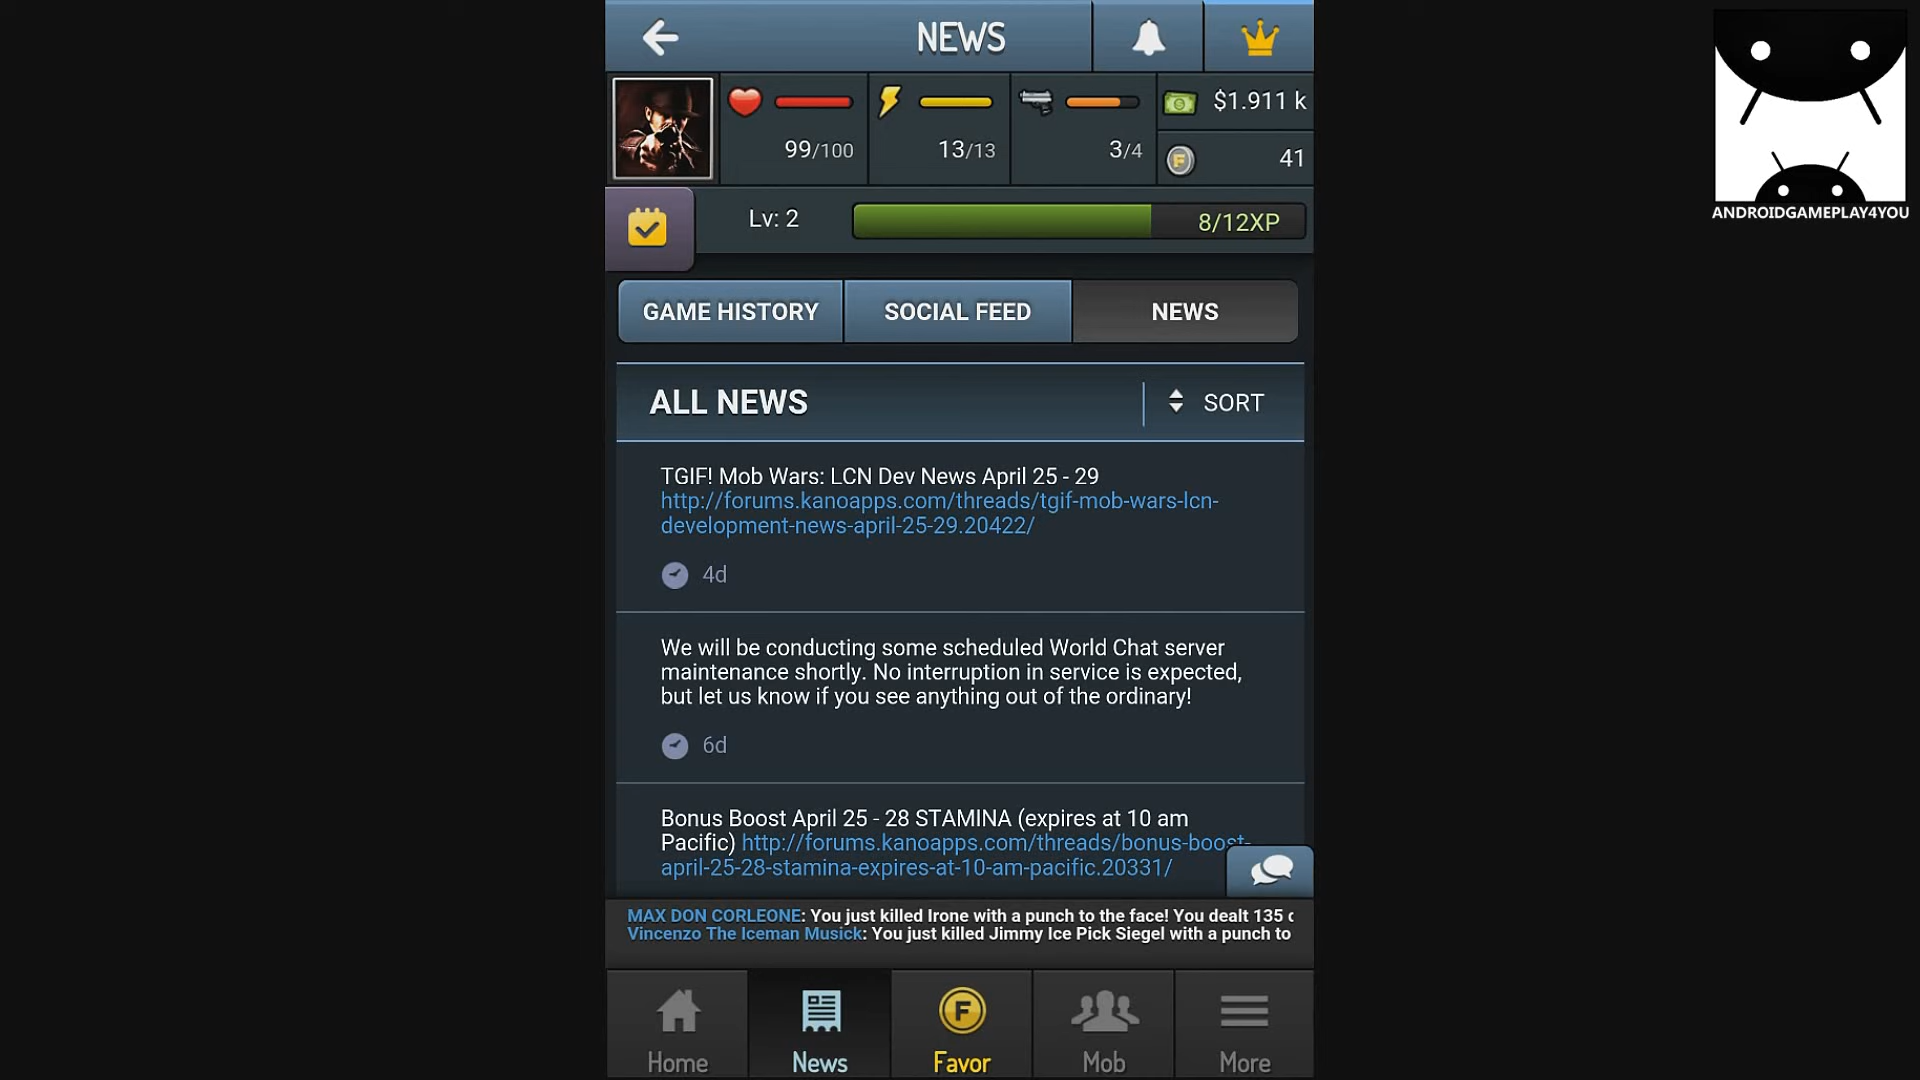 NEWS
99/100
13/13
3/4
$1.911 k
41
Lv: 2
8/12XP
GAME HISTORY
SOCIAL FEED
NEWS
ALL NEWS
SORT
TGIF! Mob Wars: LCN Dev News April 25 - 29
http://forums.kanoapps.com/threads/tgif-mob-wars-lcn-
development-news-april-25-29.20422/
4d
We will be conducting some scheduled World Chat server
maintenance shortly. No interruption in service is expected,
but let us know if you see anything out of the ordinary!
6d
Bonus Boost April 25 - 28 STAMINA (expires at 10 am
Pacific) http://forums.kanoapps.com/threads/bonus-boost-
april-25-28-stamina-expires-at-10-am-pacific.20331/
MAX DON CORLEONE: You just killed Irone with a punch to the face! You dealt 135
Vincenzo The Iceman Musick: You just killed Jimmy Ice Pick Siegel with a punch to
Home
News
F
Favor
Mob
More
ANDROIDGAMEPLAY4YOU